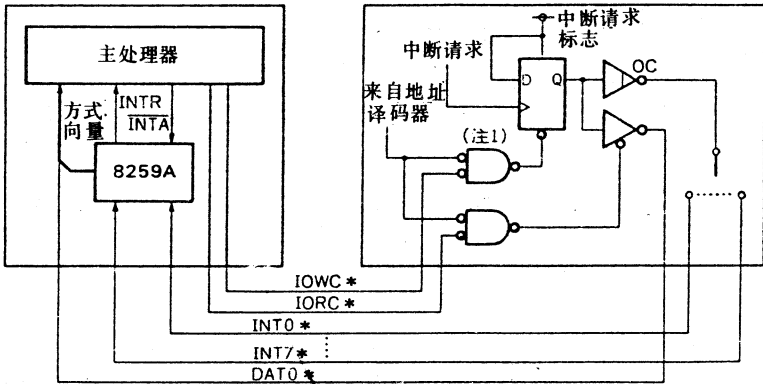 主处理器
方式
向量
INTR
INTA
8259A
中断请求
标志
中断请求
D
Q
OC
来自地址
译码器
(注1)
IOWC *
IORC *
INT0 *
INT7 *
DAT0 *